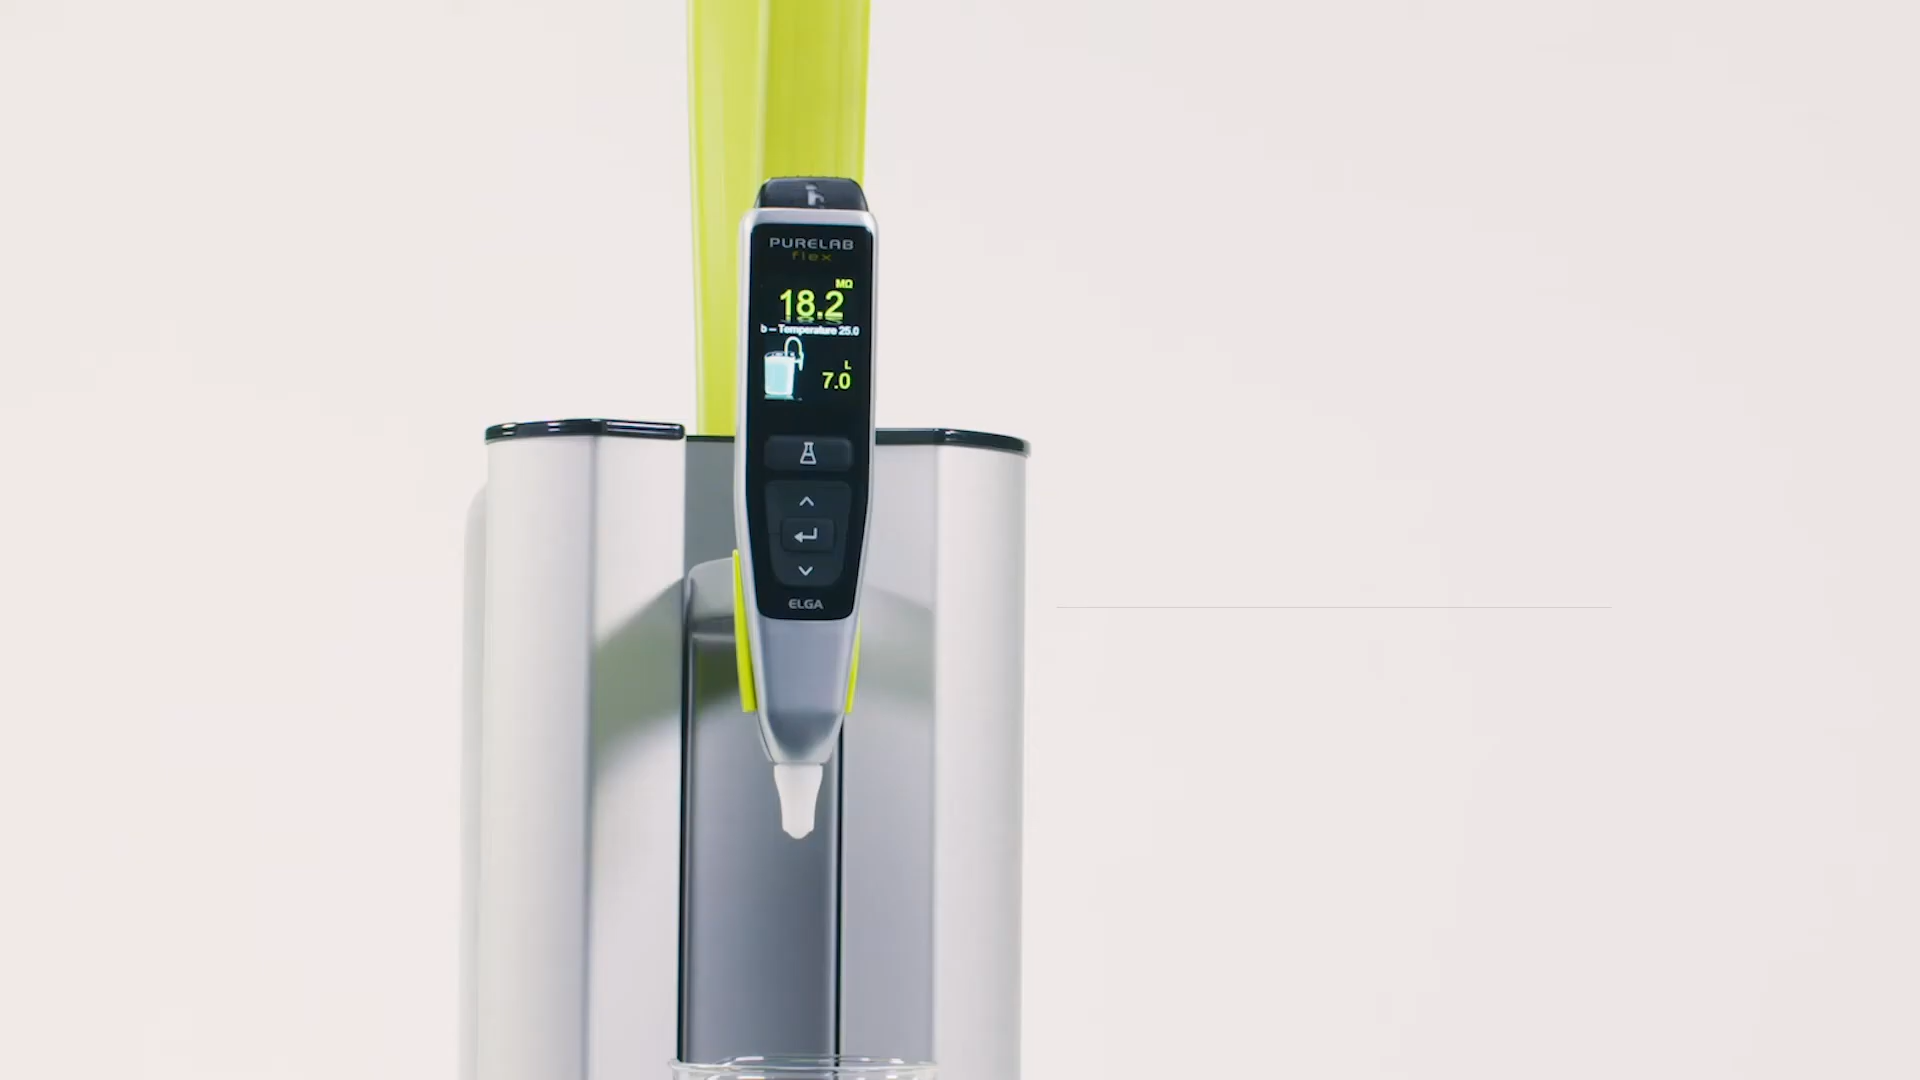 PURELAB
flex
MΩ
18.2
b – Temperature 25.0
L
7.0
ELGA